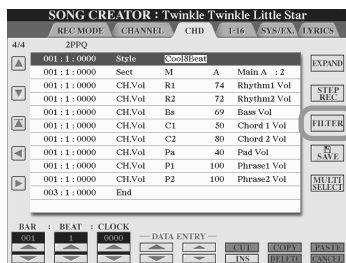 SONG CREATOR : Twinkle Twinkle Little Star
REC MODE CHANNEL CHD 1-16 SYS/EX. LYRICS
4/4 2PPQ
001 : 1 : 0000 Style Cool8Beat
001 : 1 : 0000 Sect M A Main A : 2
001 : 1 : 0000 CH.Vol R1 74 Rhythm1 Vol
001 : 1 : 0000 CH.Vol R2 72 Rhythm2 Vol
001 : 1 : 0000 CH.Vol Bs 69 Bass Vol
001 : 1 : 0000 CH.Vol C1 50 Chord 1 Vol
001 : 1 : 0000 CH.Vol C2 80 Chord 2 Vol
001 : 1 : 0000 CH.Vol Pa 40 Pad Vol
001 : 1 : 0000 CH.Vol P1 100 Phrase1 Vol
001 : 1 : 0000 CH.Vol P2 100 Phrase2 Vol
003 : 1 : 0000 End
EXPAND
STEP
REC
FILTER
SAVE
MULTI
SELECT
BAR : BEAT : CLOCK
001 1 0000
DATA ENTRY
CUT COPY PASTE
INS DELETE CANCEL